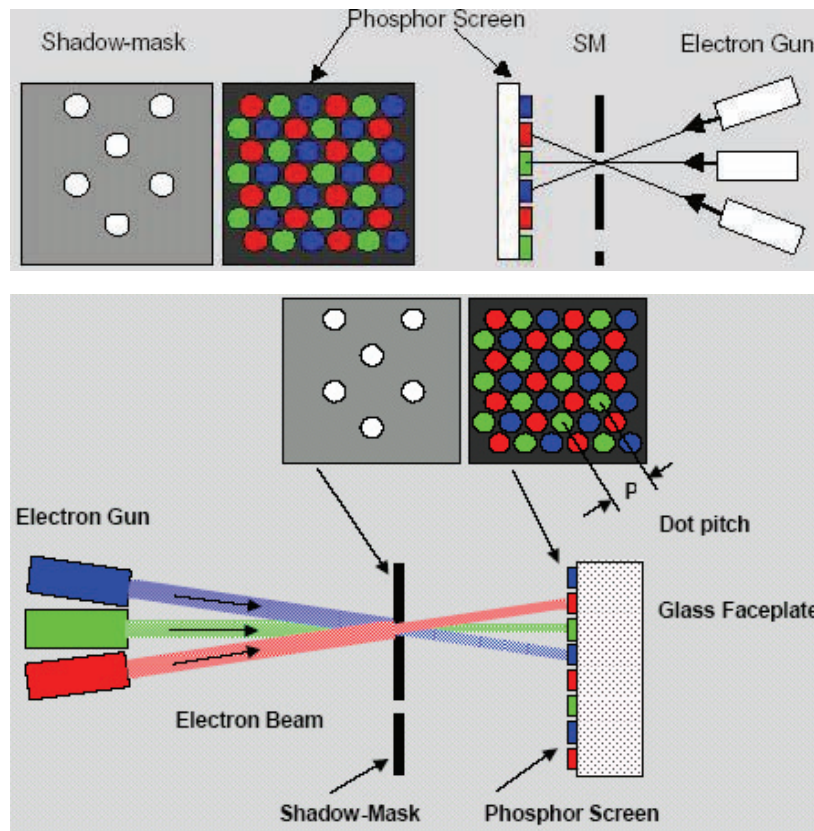 Phosphor Screen
Shadow-mask
SM
Electron Gun
P
Dot pitch
Electron Gun
Glass Faceplate
Electron Beam
Shadow-Mask
Phosphor Screen